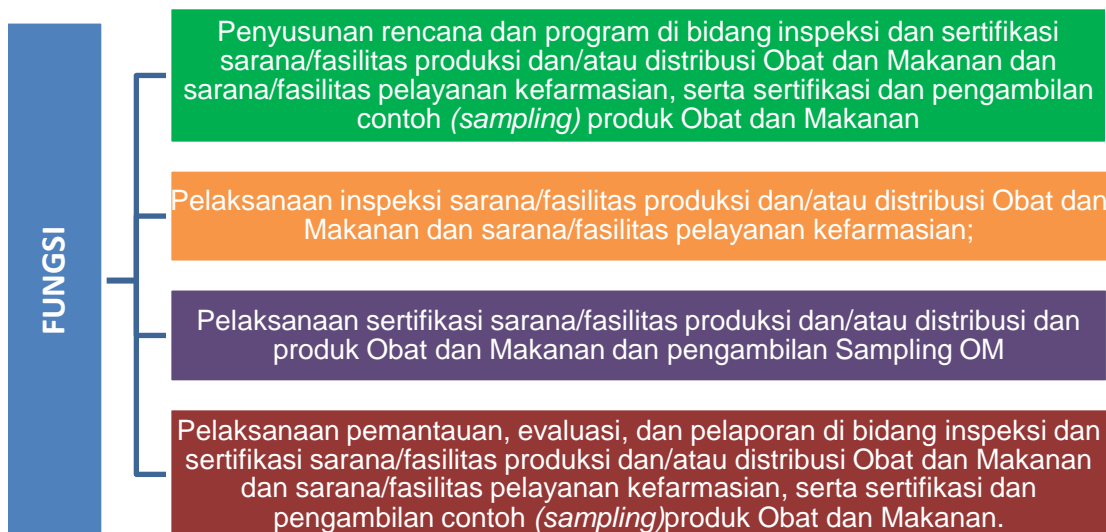 FUNGSI
Penyusunan rencana dan program di bidang inspeksi dan sertifikasi
sarana/fasilitas produksi dan/atau distribusi Obat dan Makanan dan
sarana/fasilitas pelayanan kefarmasian, serta sertifikasi dan pengambilan
contoh (sampling) produk Obat dan Makanan
Pelaksanaan inspeksi sarana/fasilitas produksi dan/atau distribusi Obat dan
Makanan dan sarana/fasilitas pelayanan kefarmasian;
Pelaksanaan sertifikasi sarana/fasilitas produksi dan/atau distribusi dan
produk Obat dan Makanan dan pengambilan Sampling OM
Pelaksanaan pemantauan, evaluasi, dan pelaporan di bidang inspeksi dan
sertifikasi sarana/fasilitas produksi dan/atau distribusi Obat dan Makanan
dan sarana/fasilitas pelayanan kefarmasian, serta sertifikasi dan
pengambilan contoh (sampling)produk Obat dan Makanan.